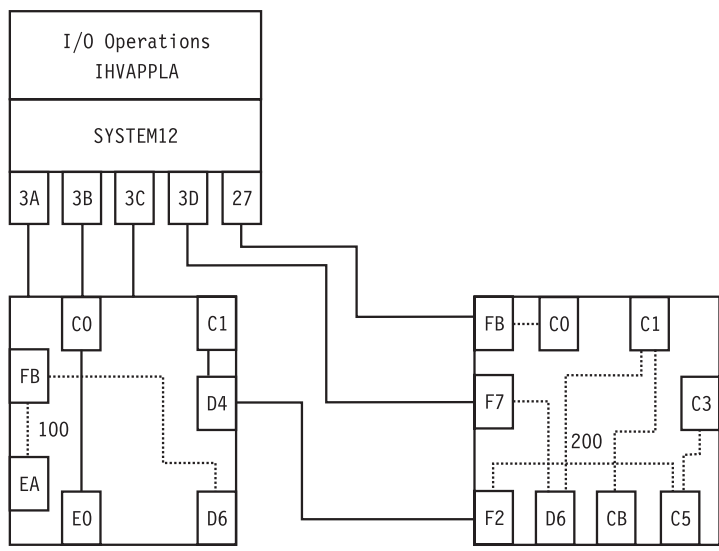 I/O Operations
IHVAPPLA
SYSTEM12
3A 3B 3C 3D 27
C0 C1
FB
D4
100
EA
E0 D6
FB C0 C1
F7 C3
200
F2 D6 CB C5